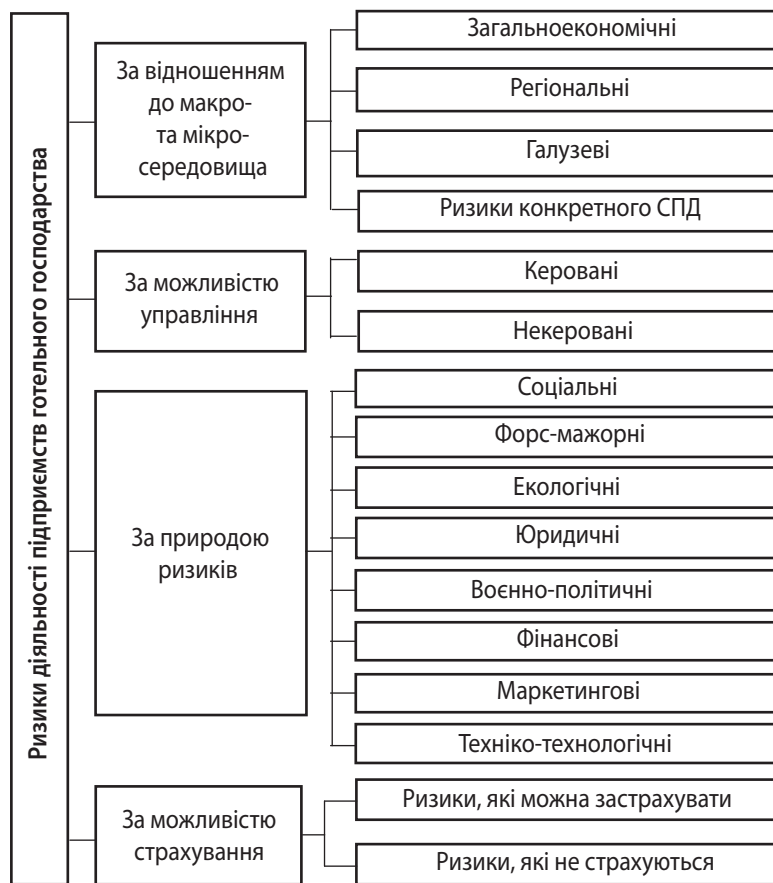 Ризики діяльності підприємств готельного господарства
За відношенням
до макро-
та мікро-
середовища
Загальноекономічні
Регіональні
Галузеві
Ризики конкретного СПД
За можливістю
управління
Керовані
Некеровані
За природою
ризиків
Соціальні
Форс-мажорні
Екологічні
Юридичні
Воєнно-політичні
Фінансові
Маркетингові
Техніко-технологічні
За можливістю
страхування
Ризики, які можна застрахувати
Ризики, які не страхуються